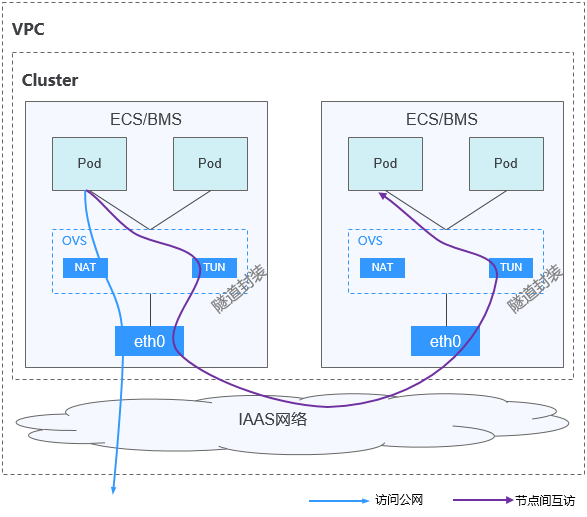 VPC
Cluster
ECS/BMS
ECS/BMS
Pod
Pod
Pod
Pod
OVS
OVS
NAT
TUN
NAT
TUN
隧道封装
隧道封装
eth0
eth0
IAAS网络
访问公网
节点间互访